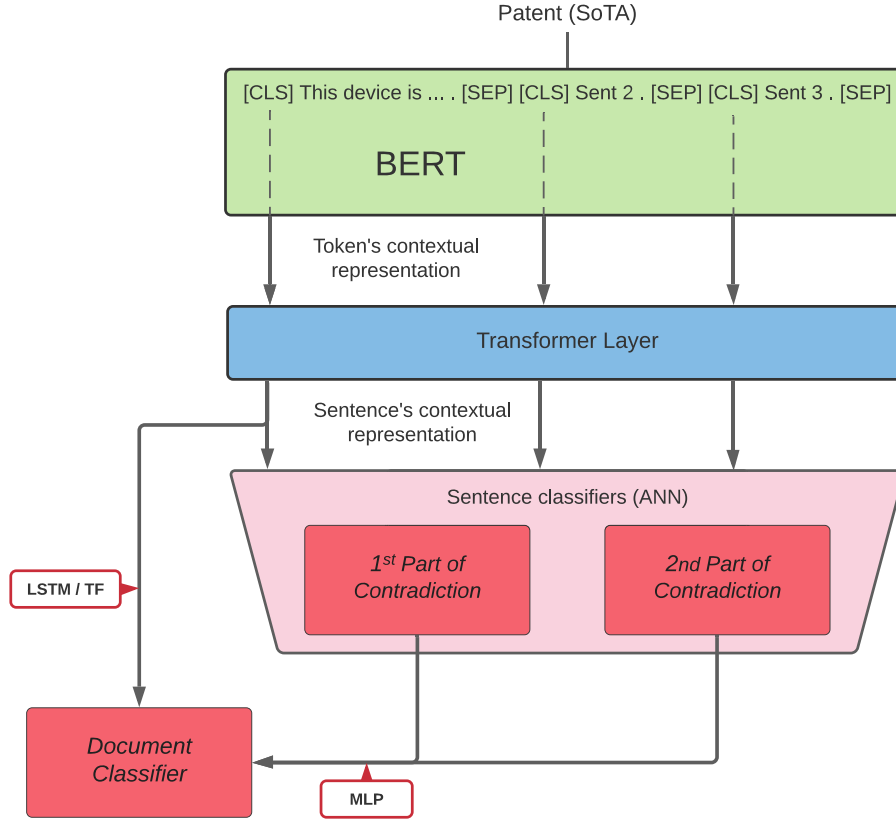 Patent (SoTA)
[CLS] This device is ... . [SEP] [CLS] Sent 2 . [SEP] [CLS] Sent 3 . [SEP]
BERT
Token's contextual
representation
Transformer Layer
Sentence's contextual
representation
Sentence classifiers (ANN)
1st Part of
Contradiction
2nd Part of
Contradiction
LSTM / TF
Document
Classifier
MLP